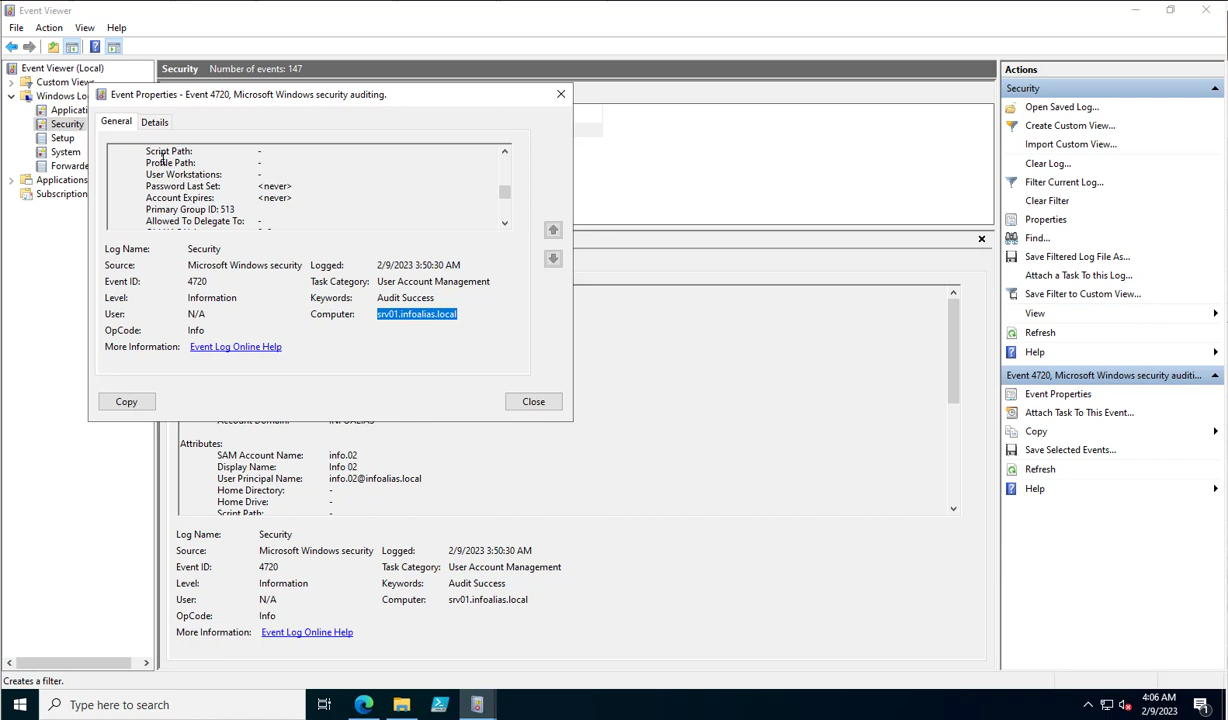 Event Viewer
File Action View Help
Event Viewer (Local)
Custom View
Windows Lo
Applicati
Security
Setup
System
Forwarde
Applications
Subscription
Security Number of events: 147
Event Properties - Event 4720, Microsoft Windows security auditing.
General Details
Script Path: -
Profile Path: -
User Workstations: -
Password Last Set: <never>
Account Expires: <never>
Primary Group ID: 513
Allowed To Delegate To: -
Log Name: Security
Source: Microsoft Windows security Logged: 2/9/2023 3:50:30 AM
Event ID: 4720 Task Category: User Account Management
Level: Information Keywords: Audit Success
User: N/A Computer: srv01.infoalias.local
OpCode: Info
More Information: Event Log Online Help
Copy Close
Account Domain: INFOALIAS
Attributes:
SAM Account Name: info.02
Display Name: Info 02
User Principal Name: info.02@infoalias.local
Home Directory: -
Home Drive: -
Script Path: -
Log Name: Security
Source: Microsoft Windows security Logged: 2/9/2023 3:50:30 AM
Event ID: 4720 Task Category: User Account Management
Level: Information Keywords: Audit Success
User: N/A Computer: srv01.infoalias.local
OpCode: Info
More Information: Event Log Online Help
Actions
Security
Open Saved Log...
Create Custom View...
Import Custom View...
Clear Log...
Filter Current Log...
Clear Filter
Properties
Find...
Save Filtered Log File As...
Attach a Task To this Log...
Save Filter to Custom View...
View
Refresh
Help
Event 4720, Microsoft Windows security auditi...
Event Properties
Attach Task To This Event...
Copy
Save Selected Events...
Refresh
Help
Creates a filter.
Type here to search
4:06 AM
2/9/2023
1